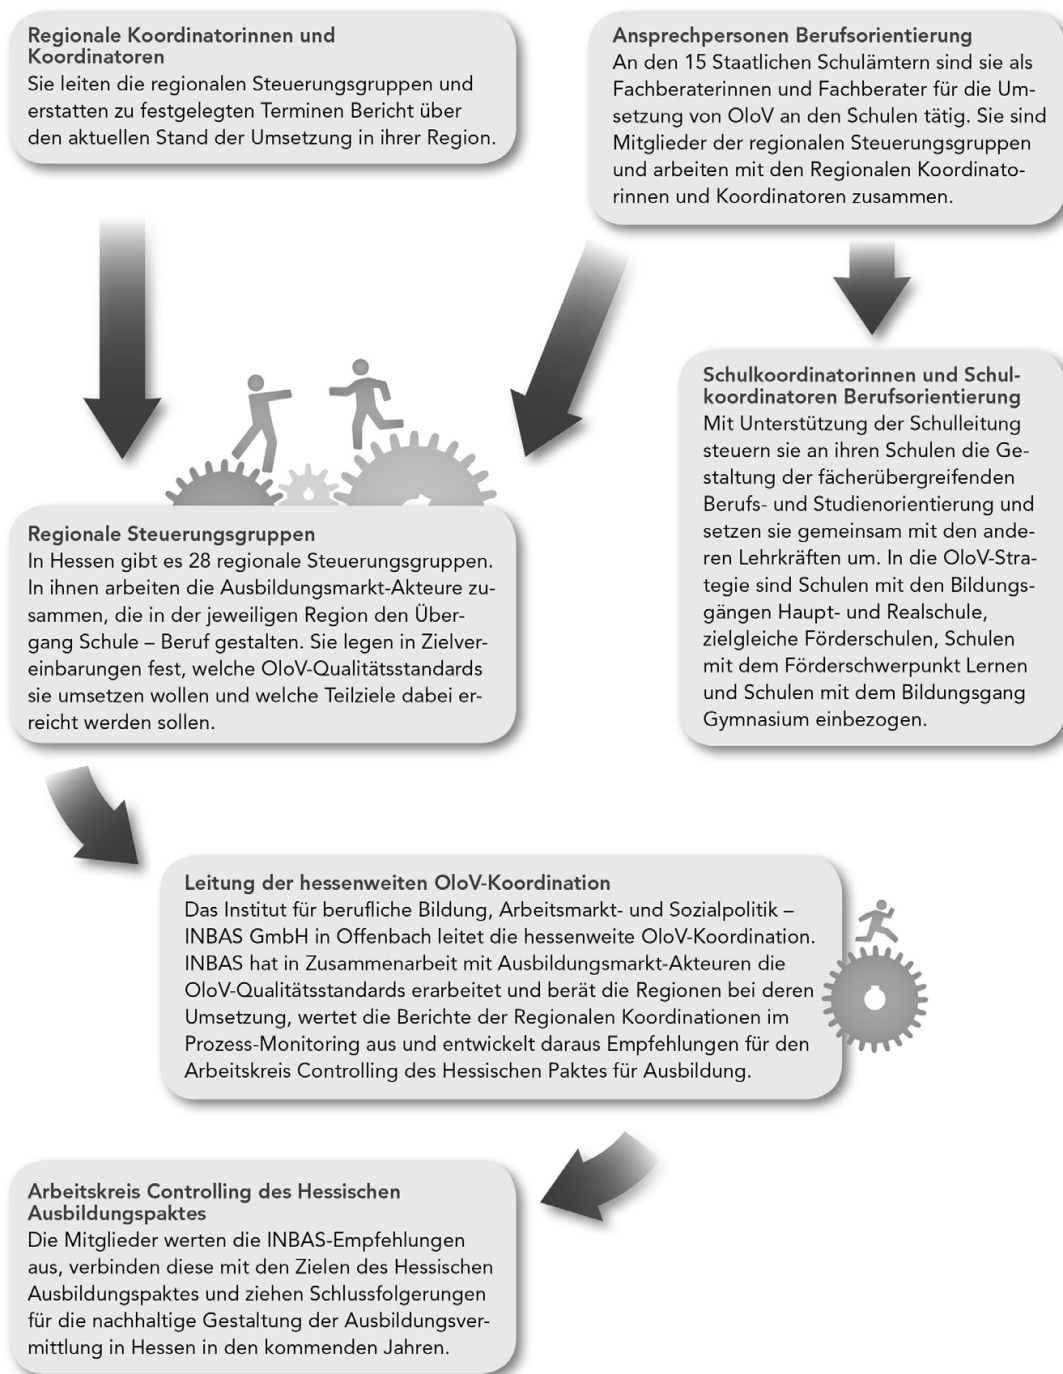 Regionale Koordinatorinnen und
Koordinatoren
Sie leiten die regionalen Steuerungsgruppen und
erstatten zu festgelegten Terminen Bericht über
den aktuellen Stand der Umsetzung in ihrer Region.
Ansprechpersonen Berufsorientierung
An den 15 Staatlichen Schulämtern sind sie als
Fachberaterinnen und Fachberater für die Um-
setzung von OloV an den Schulen tätig. Sie sind
Mitglieder der regionalen Steuerungsgruppen
und arbeiten mit den Regionalen Koordinato-
rinnen und Koordinatoren zusammen.
Schulkoordinatorinnen und Schul-
koordinatoren Berufsorientierung
Mit Unterstützung der Schulleitung
steuern sie an ihren Schulen die Ge-
staltung der fächerübergreifenden
Berufs- und Studienorientierung und
setzen sie gemeinsam mit den ande-
ren Lehrkräften um. In die OloV-Stra-
tegie sind Schulen mit den Bildungs-
gängen Haupt- und Realschule,
zielgleiche Förderschulen, Schulen
mit dem Förderschwerpunkt Lernen
und Schulen mit dem Bildungsgang
Gymnasium einbezogen.
Regionale Steuerungsgruppen
In Hessen gibt es 28 regionale Steuerungsgruppen.
In ihnen arbeiten die Ausbildungsmarkt-Akteure zu-
sammen, die in der jeweiligen Region den Über-
gang Schule – Beruf gestalten. Sie legen in Zielver-
einbarungen fest, welche OloV-Qualitätsstandards
sie umsetzen wollen und welche Teilziele dabei er-
reicht werden sollen.
Leitung der hessenweiten OloV-Koordination
Das Institut für berufliche Bildung, Arbeitsmarkt- und Sozialpolitik –
INBAS GmbH in Offenbach leitet die hessenweite OloV-Koordination.
INBAS hat in Zusammenarbeit mit Ausbildungsmarkt-Akteuren die
OloV-Qualitätsstandards erarbeitet und berät die Regionen bei deren
Umsetzung, wertet die Berichte der Regionalen Koordinationen im
Prozess-Monitoring aus und entwickelt daraus Empfehlungen für den
Arbeitskreis Controlling des Hessischen Paktes für Ausbildung.
Arbeitskreis Controlling des Hessischen
Ausbildungspaktes
Die Mitglieder werten die INBAS-Empfehlungen
aus, verbinden diese mit den Zielen des Hessischen
Ausbildungspaktes und ziehen Schlussfolgerungen
für die nachhaltige Gestaltung der Ausbildungsver-
mittlung in Hessen in den kommenden Jahren.